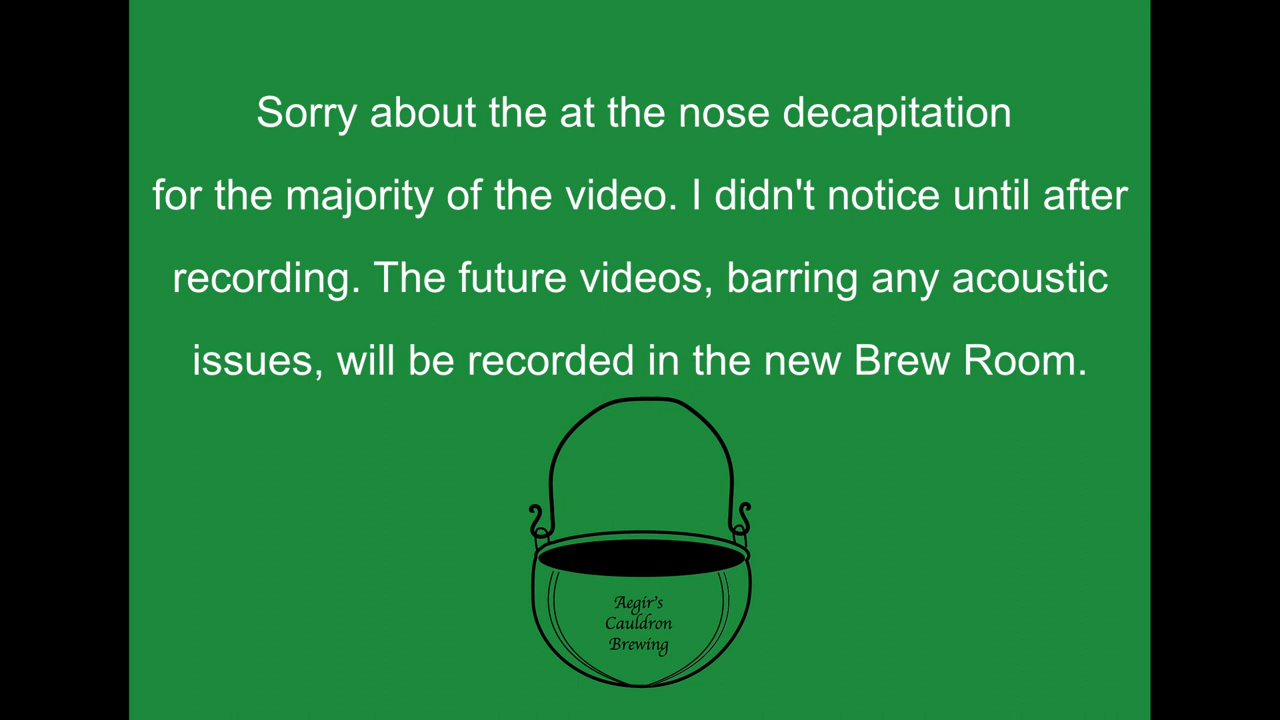 Sorry about the at the nose decapitation
for the majority of the video. I didn't notice until after
recording. The future videos, barring any acoustic
issues, will be recorded in the new Brew Room.
Aegir's
Cauldron
Brewing